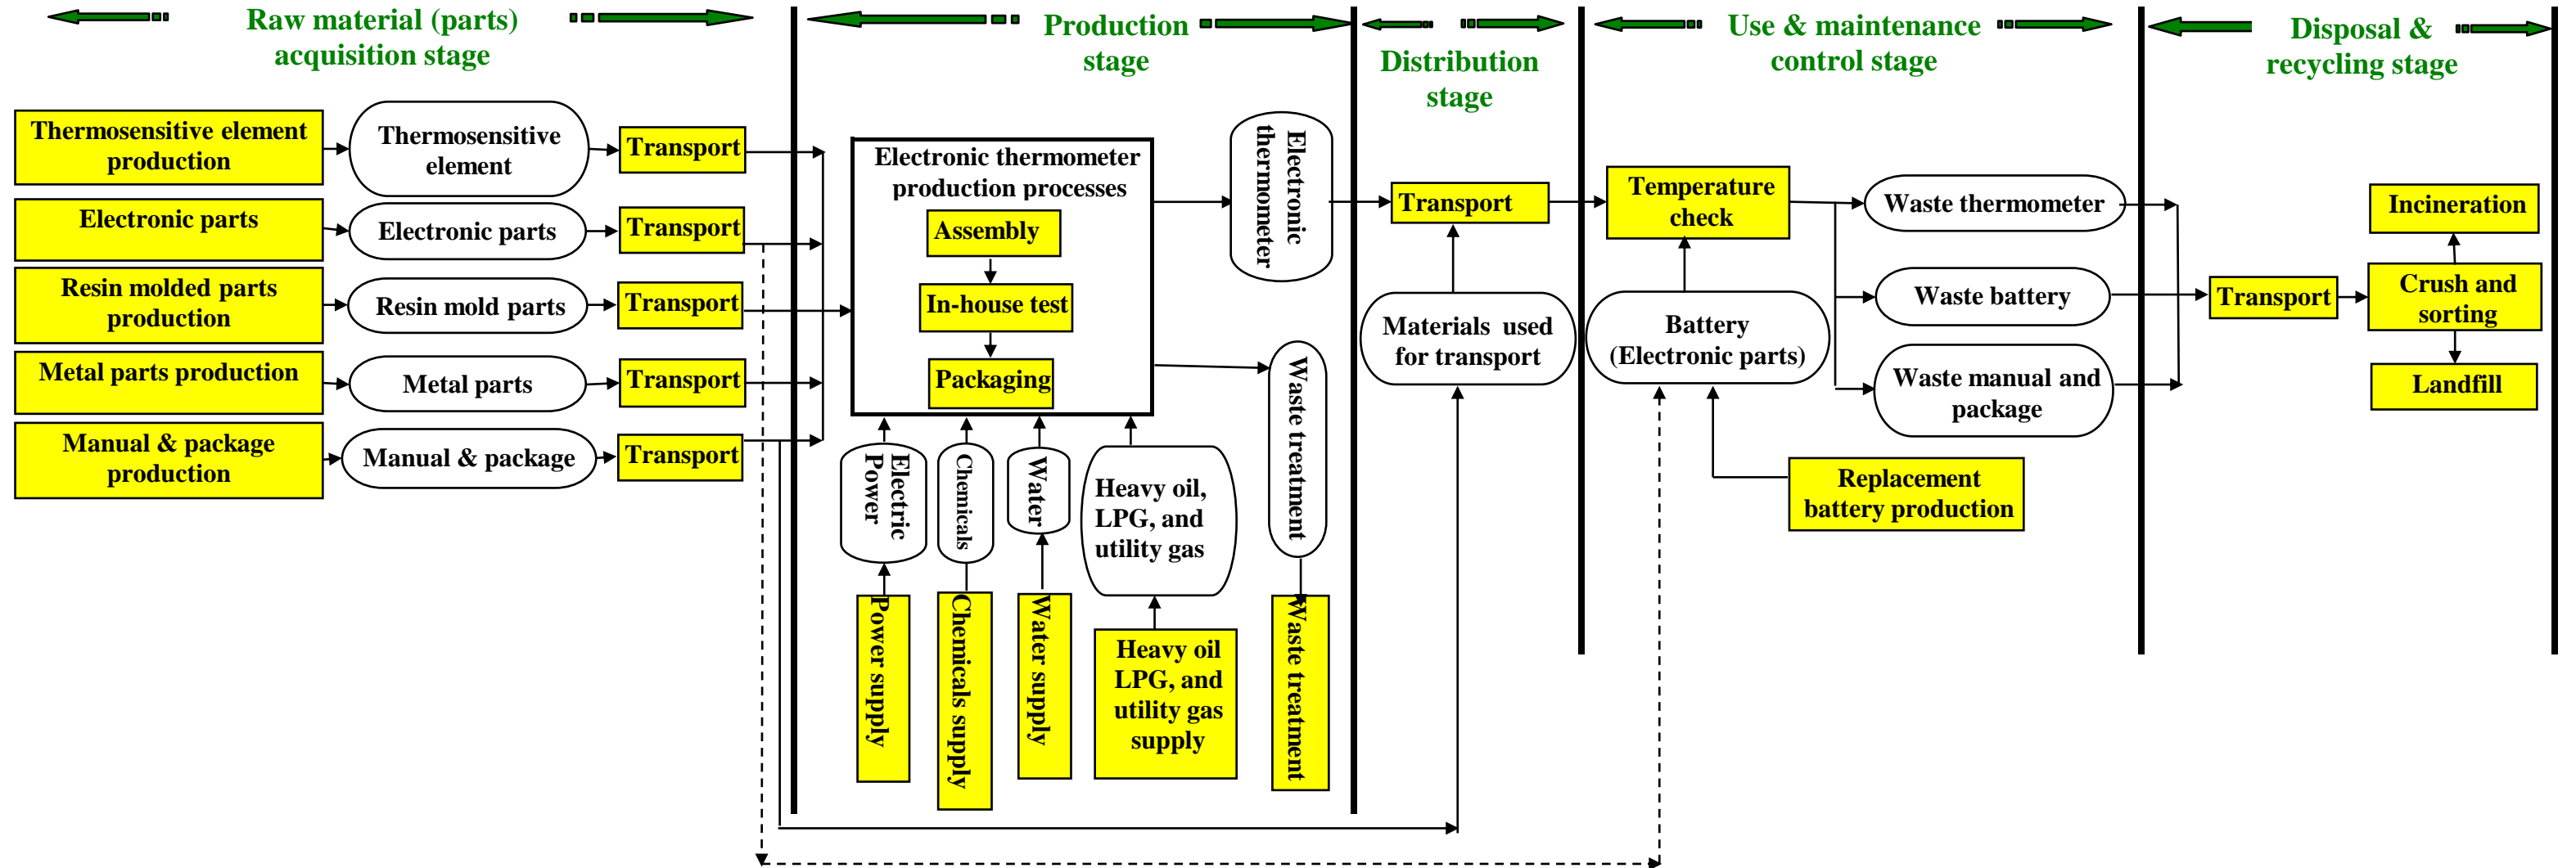 Raw material (parts)
acquisition stage
Production
stage
Distribution
stage
Use & maintenance
control stage
Disposal &
recycling stage
Thermosensitive element
production
Thermosensitive
element
Transport
Electronic parts
Electronic parts
Transport
Resin molded parts
production
Resin mold parts
Transport
Metal parts production
Metal parts
Transport
Manual & package
production
Manual & package
Transport
Electronic thermometer
production processes
Assembly
In-house test
Packaging
Electronic
thermometer
Waste treatment
Electric
Power
Chemicals
Water
Heavy oil,
LPG, and
utility gas
Power supply
Chemicals supply
Water supply
Heavy oil
LPG, and
utility gas
supply
Waste treatment
Transport
Materials used
for transport
Temperature
check
Battery
(Electronic parts)
Replacement
battery production
Waste thermometer
Waste battery
Waste manual and
package
Transport
Incineration
Crush and
sorting
Landfill